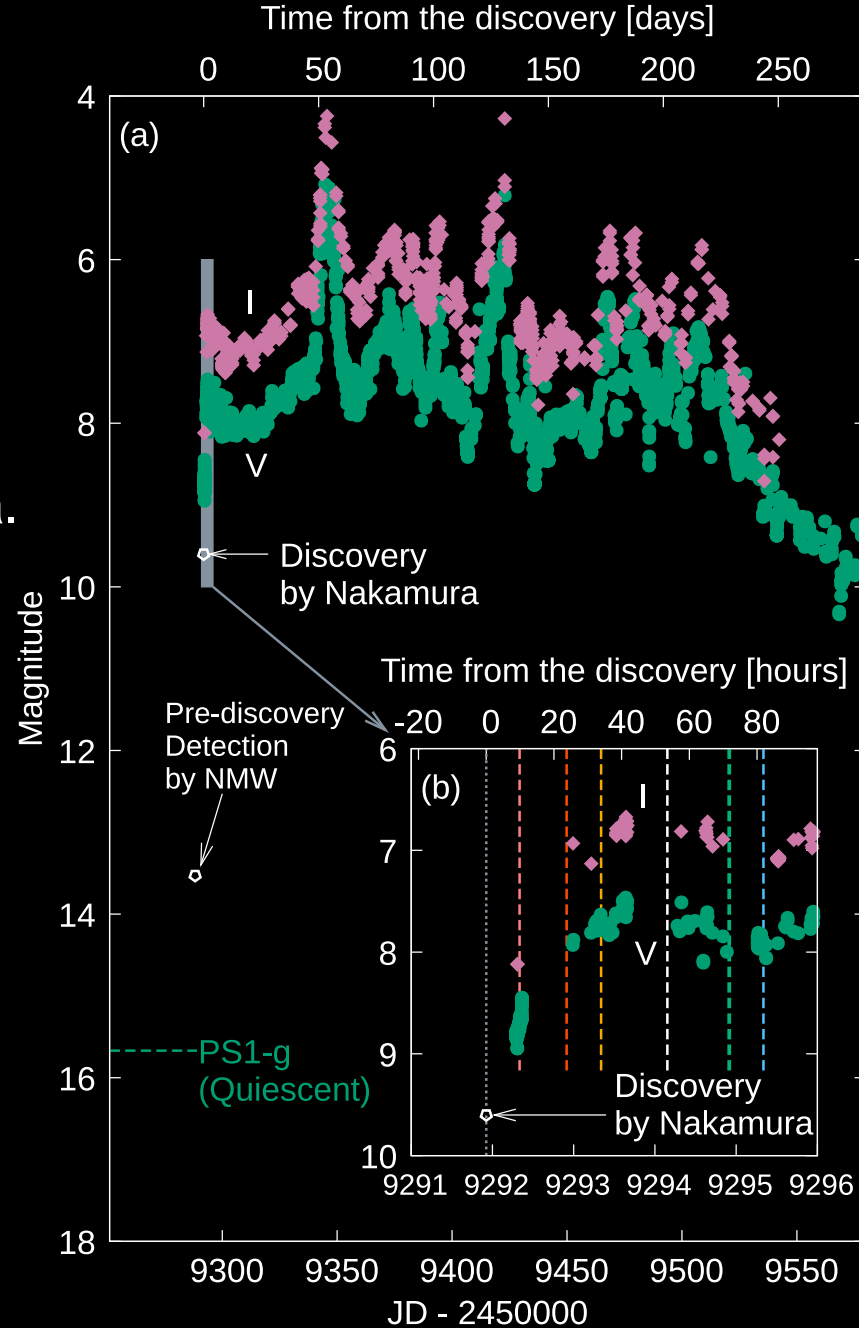 Time from the discovery [days]
0 50 100 150 200 250
4
(a)
6
I
8
V
Discovery
by Nakamura
10
Magnitude
Time from the discovery [hours]
Pre-discovery
Detection
by NMW
-20 0 20 40 60 80
12
6
(b)
I
7
14
8
V
PS1-g
(Quiescent)
9
16
Discovery
by Nakamura
10
9291 9292 9293 9294 9295 9296
18
9300 9350 9400 9450 9500 9550
JD - 2450000